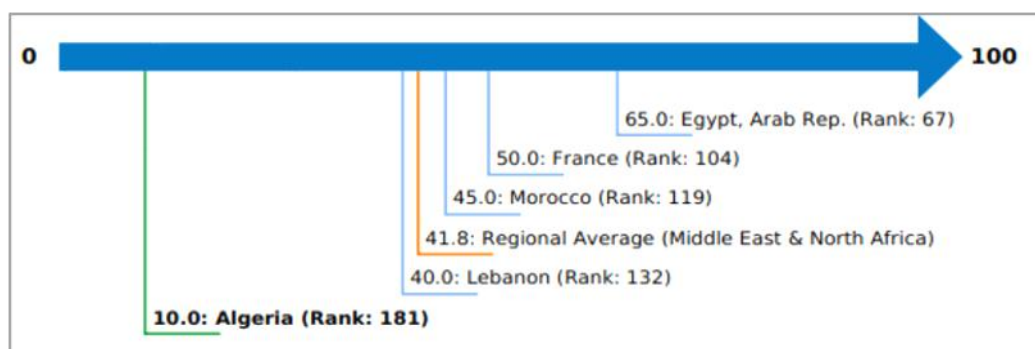 0
100
65.0: Egypt, Arab Rep. (Rank: 67)
50.0: France (Rank: 104)
45.0: Morocco (Rank: 119)
41.8: Regional Average (Middle East & North Africa)
40.0: Lebanon (Rank: 132)
10.0: Algeria (Rank: 181)